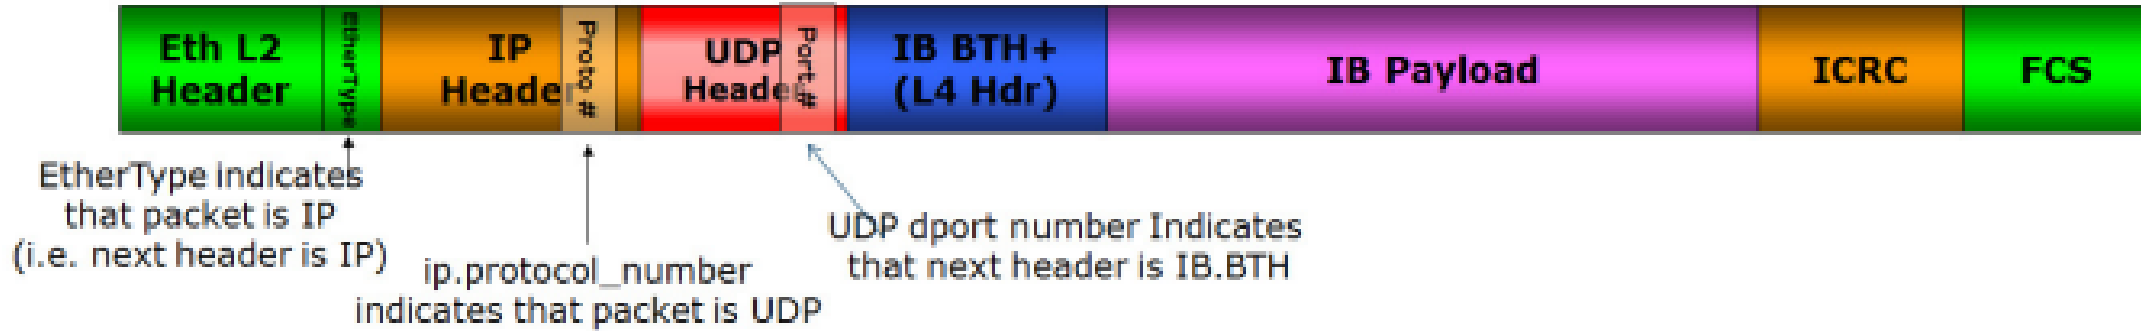 Eth L2
Header
EtherType
IP
Header
Proto #
UDP
Header
Port #
IB BTH+
(L4 Hdr)
IB Payload
ICRC
FCS
EtherType indicates
that packet is IP
(i.e. next header is IP)
ip.protocol_number
indicates that packet is UDP
UDP dport number Indicates
that next header is IB.BTH